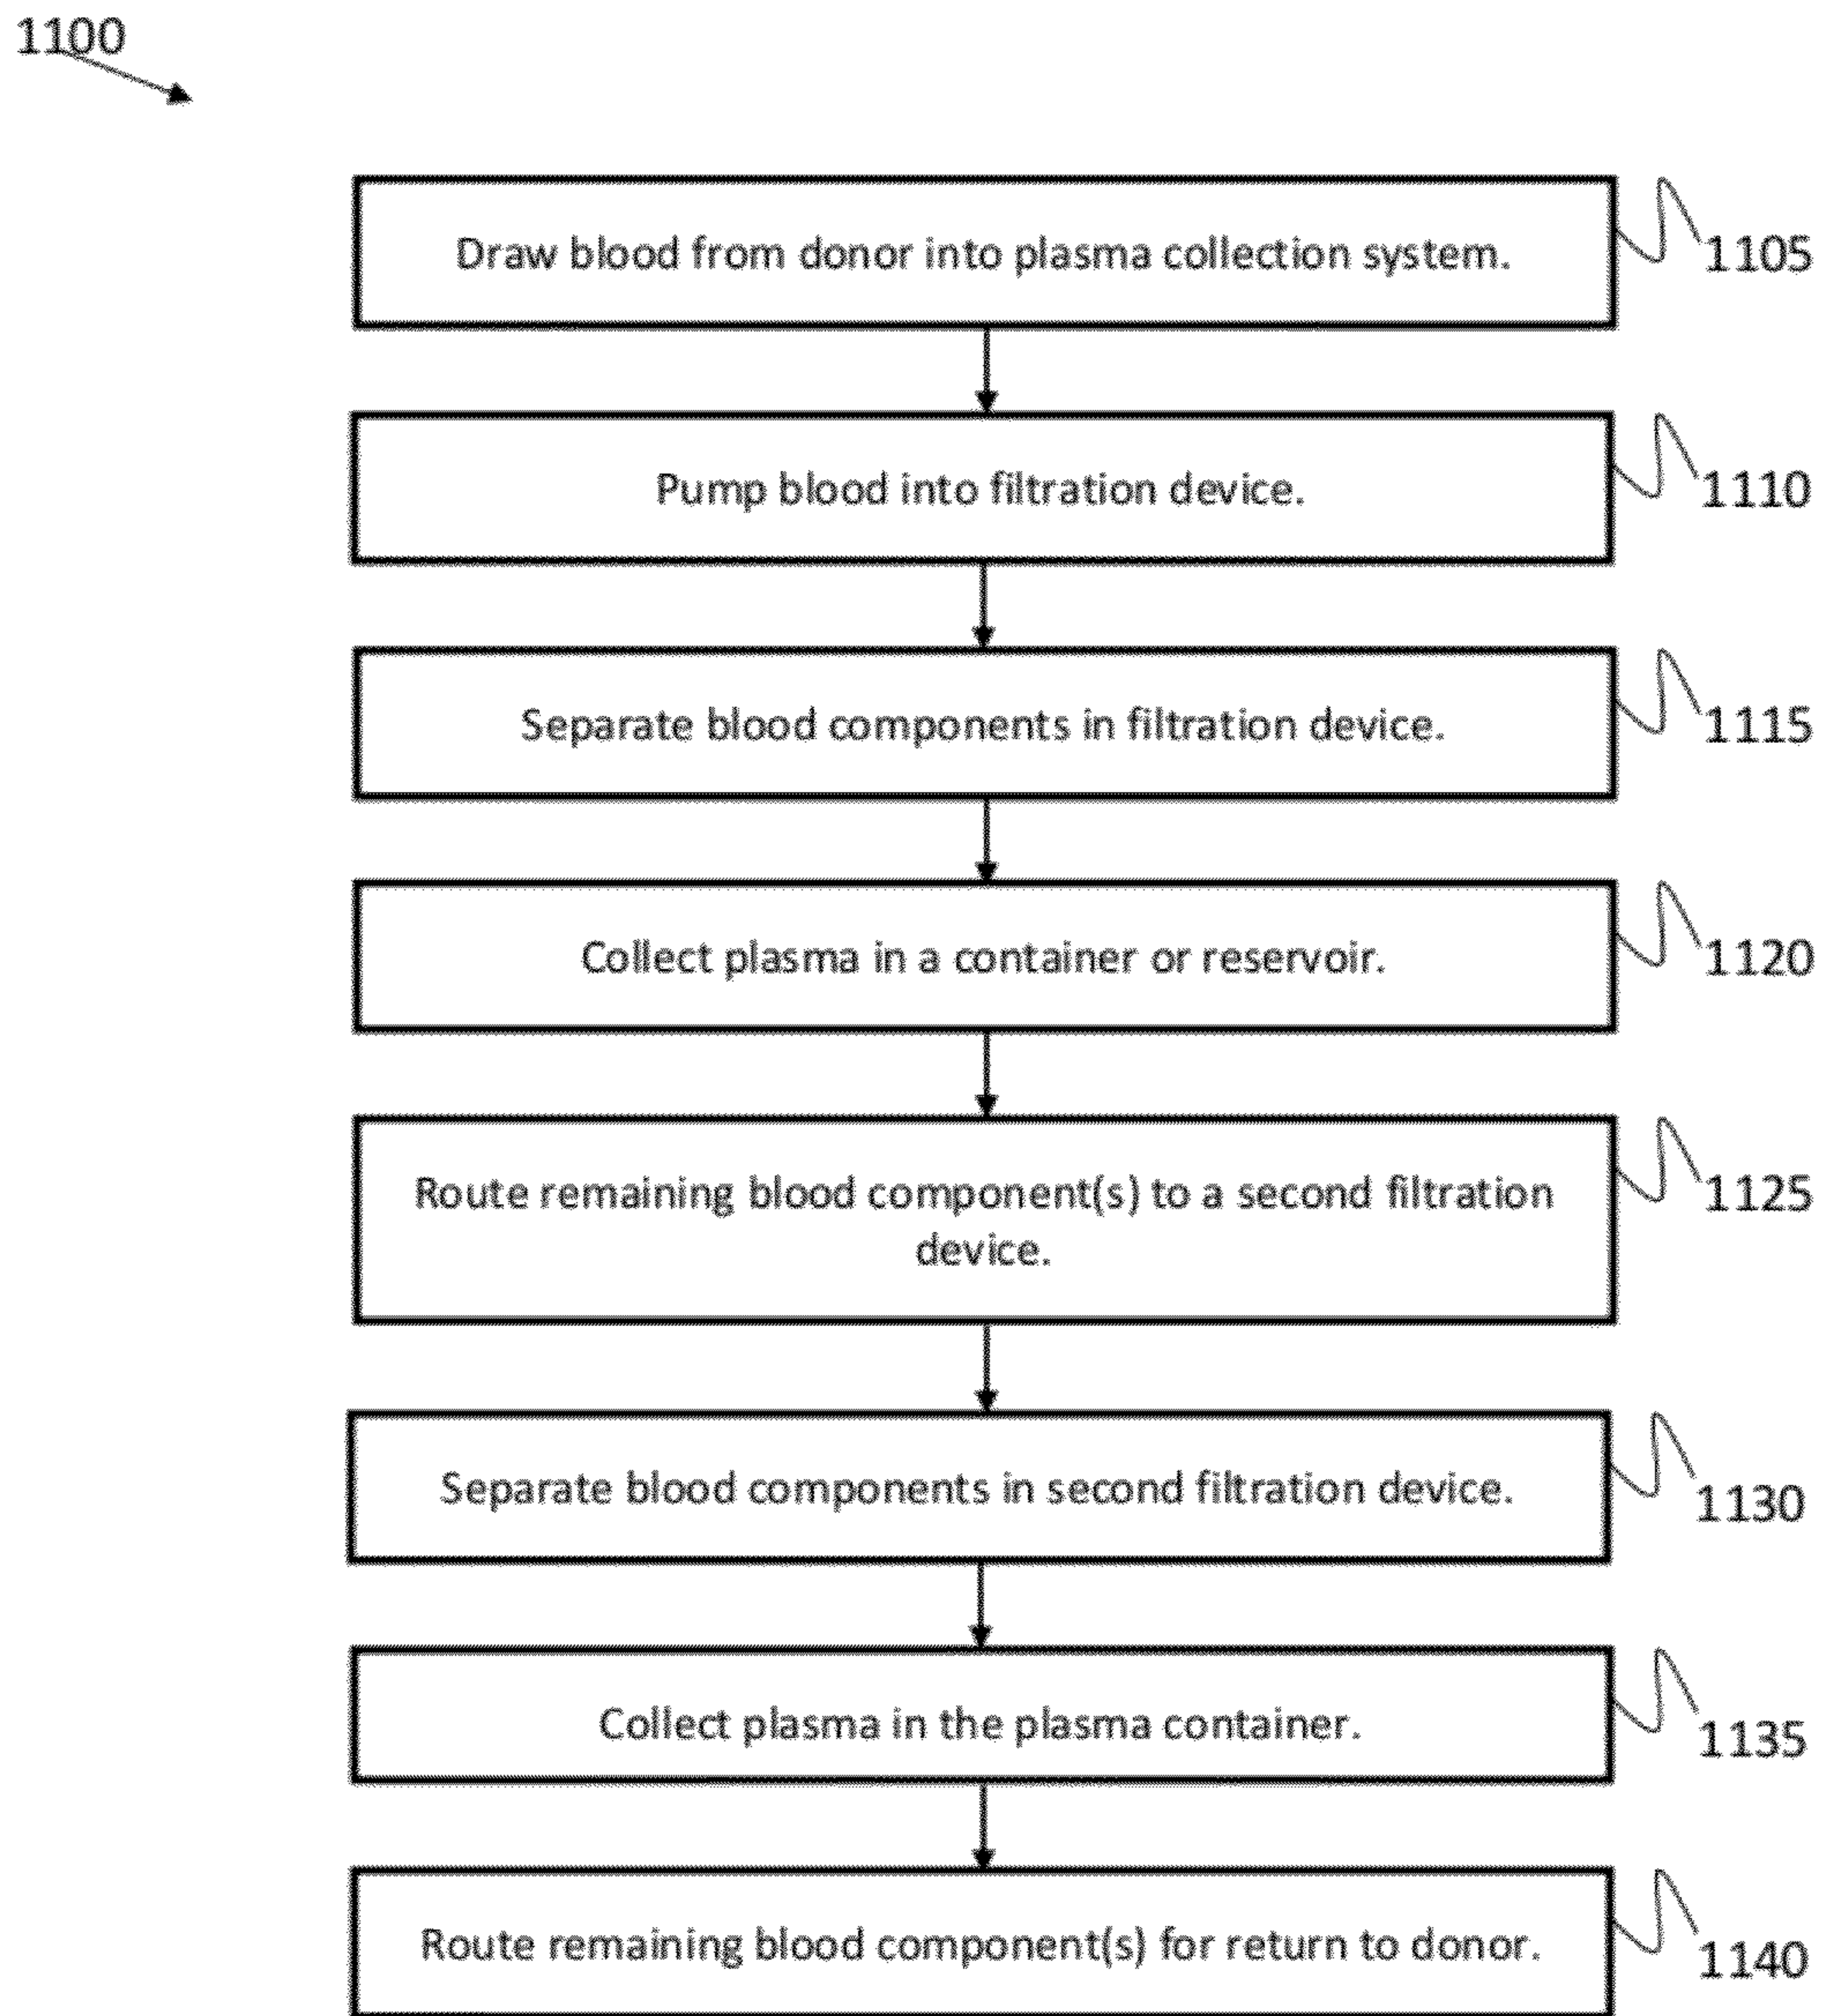 1100
Draw blood from donor into plasma collection system.
1105
Pump blood into filtration device.
1110
Separate blood components in filtration device.
1115
Collect plasma in a container or reservoir.
1120
Route remaining blood component(s) to a second filtration
device.
1125
Separate blood components in second filtration device.
1130
Collect plasma in the plasma container.
1135
Route remaining blood component(s) for return to donor.
1140